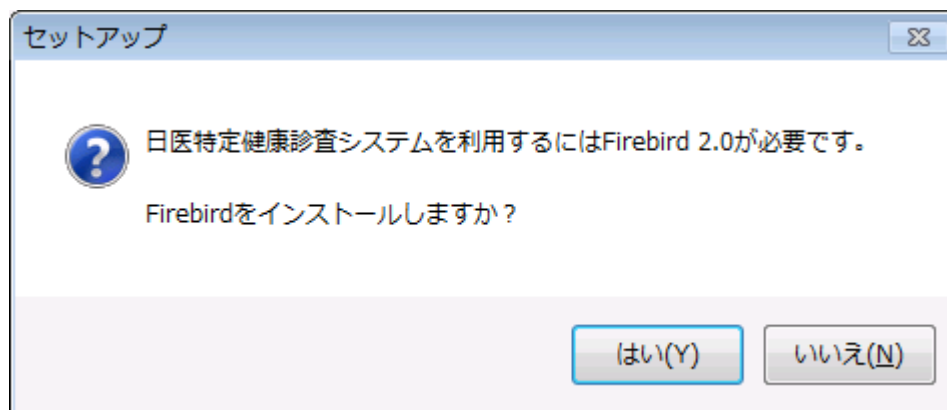 セットアップ
日医特定健康診査システムを利用するにはFirebird 2.0が必要です。
Firebirdをインストールしますか？
はい(Y)
いいえ(N)